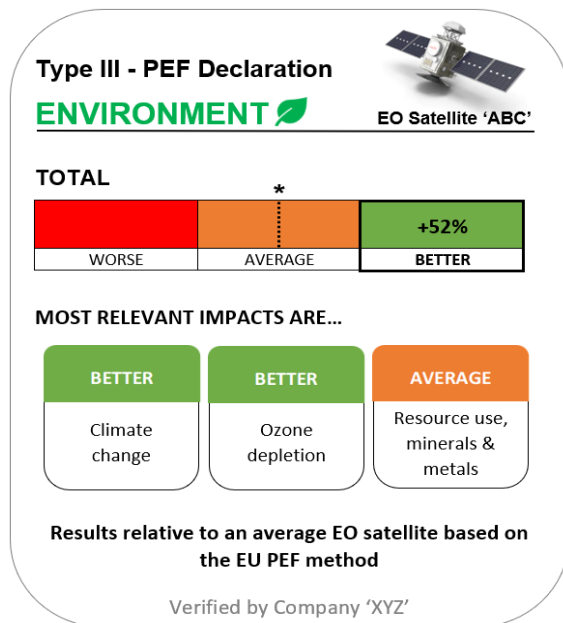 Type III - PEF Declaration
ENVIRONMENT
EO Satellite ‘ABC’
TOTAL
*
+52%
WORSE
AVERAGE
BETTER
MOST RELEVANT IMPACTS ARE...
BETTER
Climate
change
BETTER
Ozone
depletion
AVERAGE
Resource use,
minerals &
metals
Results relative to an average EO satellite based on
the EU PEF method
Verified by Company ‘XYZ’